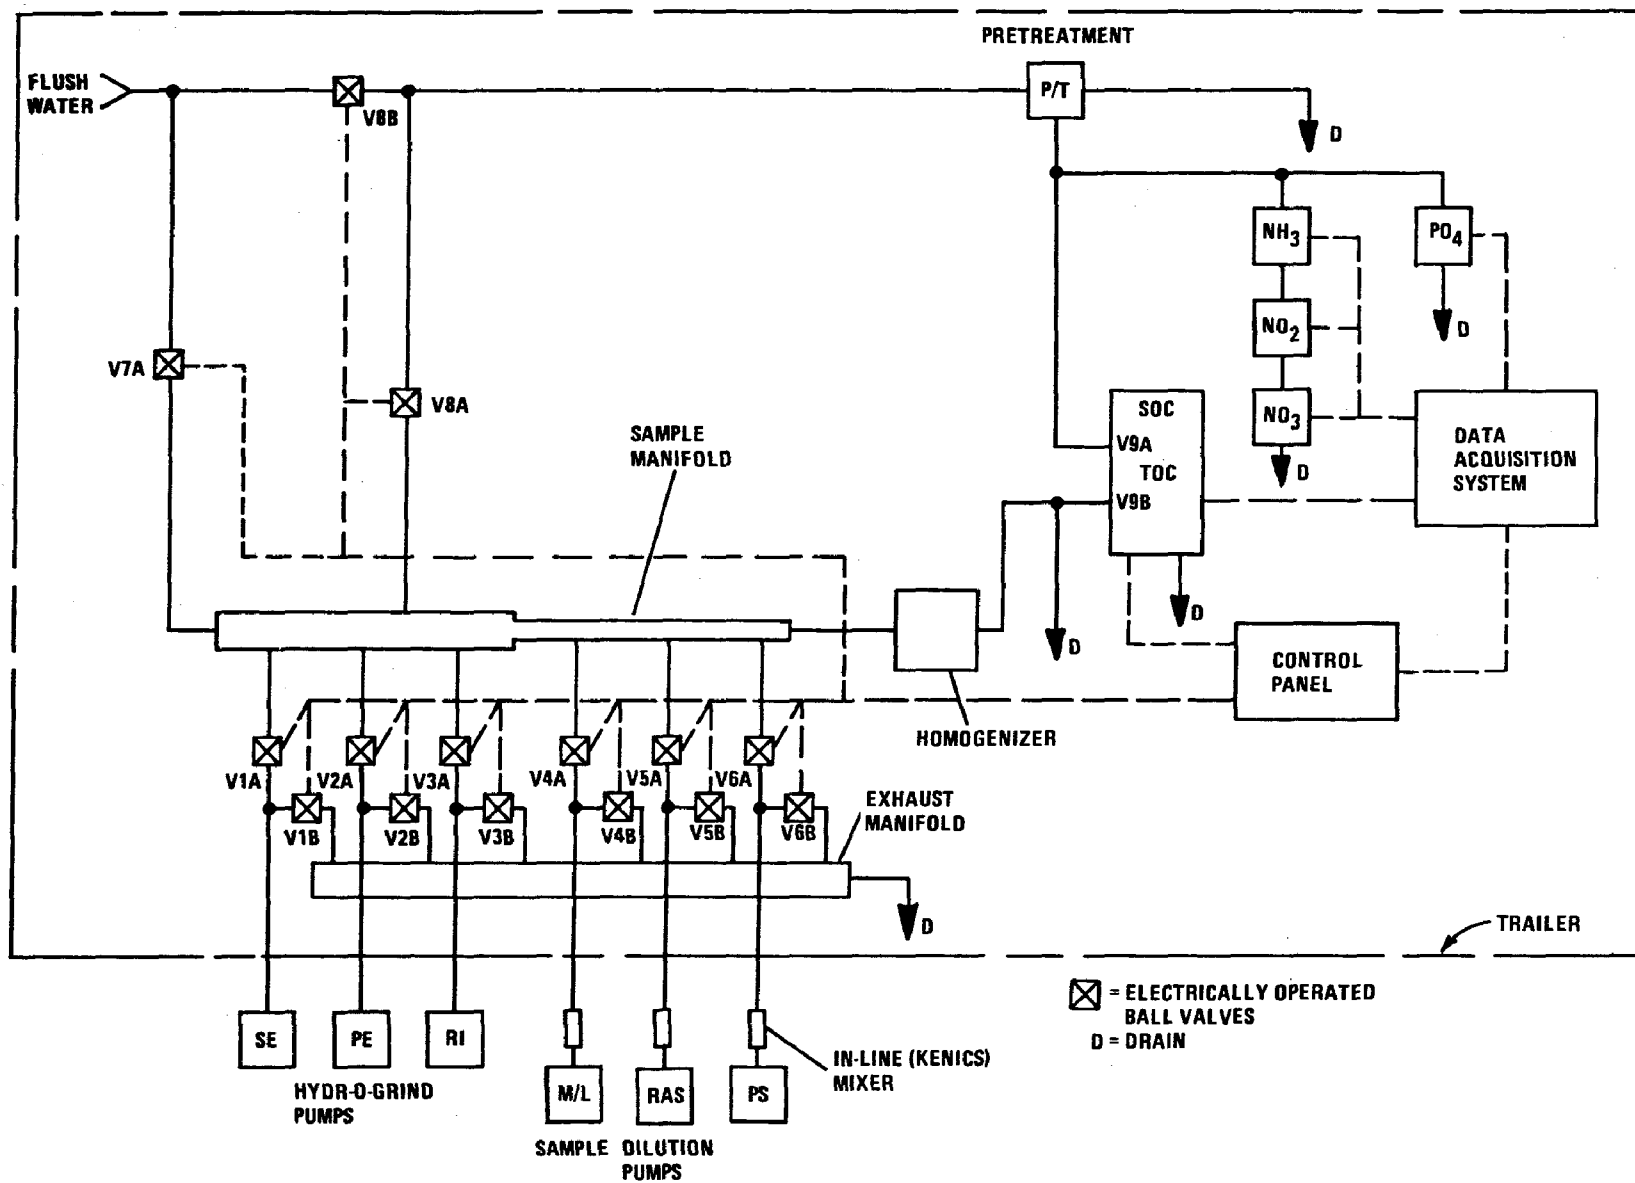 PRETREATMENT
FLUSH
WATER
V8B
P/T
D
NH3
PO4
D
NO2
V7A
V8A
SOC
V9A
TOC
V9B
NO3
D
DATA
ACQUISITION
SYSTEM
SAMPLE
MANIFOLD
D
D
CONTROL
PANEL
HOMOGENIZER
V1A
V2A
V3A
V4A
V5A
V6A
V1B
V2B
V3B
V4B
V5B
V6B
EXHAUST
MANIFOLD
D
TRAILER
= ELECTRICALLY OPERATED
BALL VALVES
D = DRAIN
SE
PE
RI
HYDR-O-GRIND
PUMPS
M/L
RAS
PS
IN-LINE (KENICS)
MIXER
SAMPLE DILUTION
PUMPS